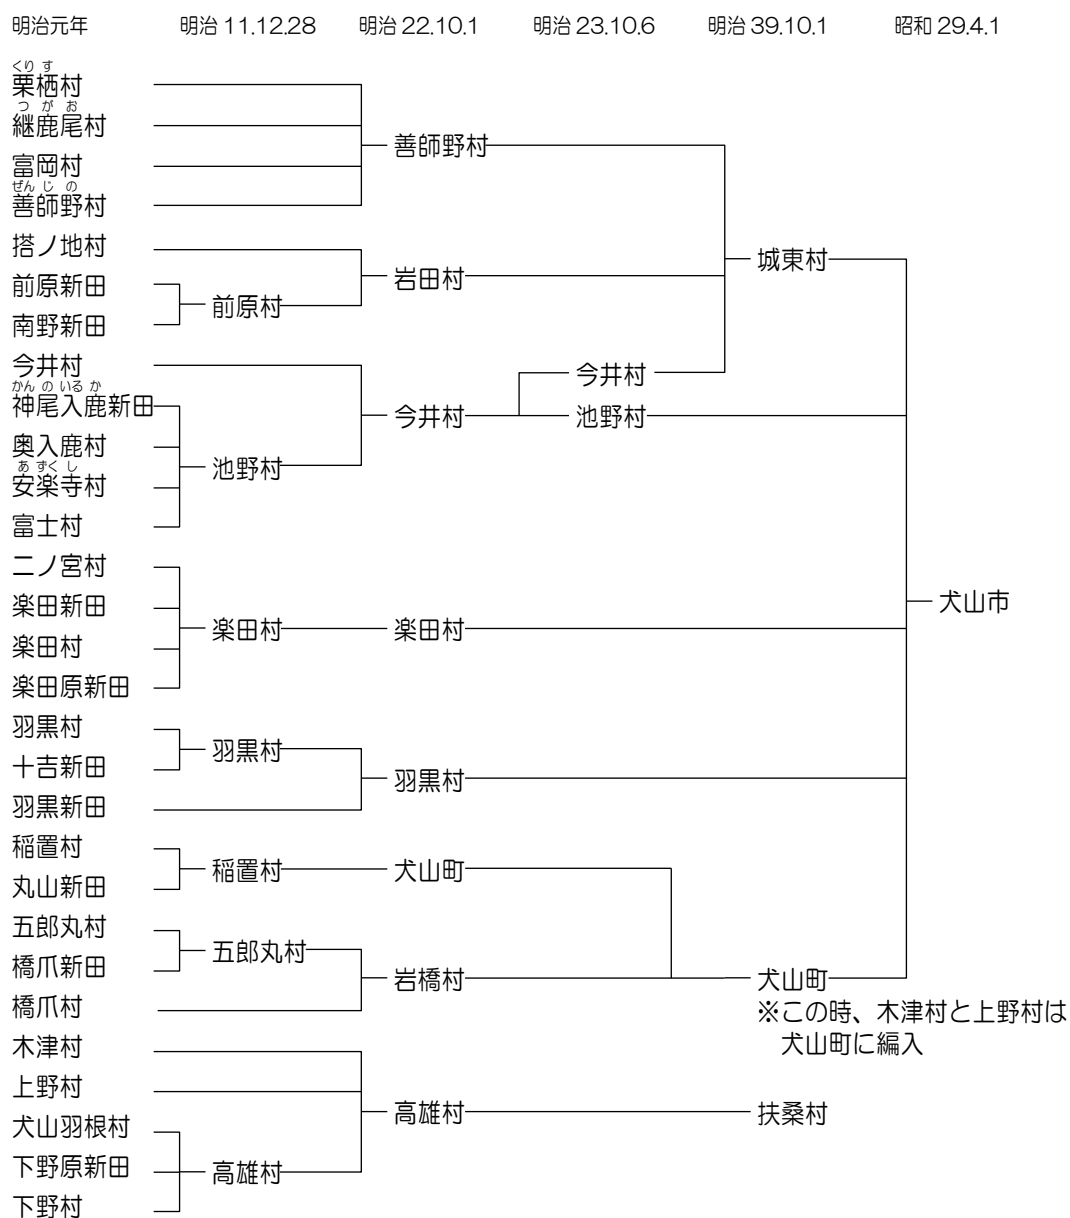 明治元年 明治 11.12.28 明治 22.10.1 明治 23.10.6 明治 39.10.1 昭和 29.4.1
くり す
栗栖村
つ が お
継鹿尾村
善師野村
富岡村
ぜん じ の
善師野村
搭ノ地村
城東村
前原新田
岩田村
前原村
南野新田
今井村
今井村
かん の いる か
神尾入鹿新田
今井村
池野村
奥入鹿村
池野村
あ ずく し
安楽寺村
富士村
二ノ宮村
楽田新田
犬山市
楽田村
楽田村
楽田村
楽田原新田
羽黒村
羽黒村
十吉新田
羽黒村
羽黒新田
稲置村
稲置村
犬山町
丸山新田
五郎丸村
五郎丸村
橋爪新田
岩橋村
犬山町
橋爪村
※この時、木津村と上野村は
犬山町に編入
木津村
上野村
高雄村
扶桑村
犬山羽根村
下野原新田
高雄村
下野村